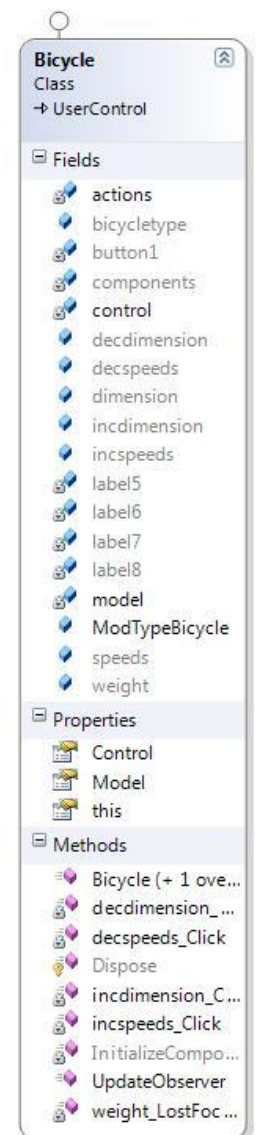 Bicycle
Class
→ UserControl
Fields
actions
bicycletype
button1
components
control
decdimension
decspeeds
dimension
incdimension
incspeeds
label5
label6
label7
label8
model
ModTypeBicycle
speeds
weight
Properties
Control
Model
this
Methods
Bicycle (+ 1 ove...
decdimension_ ...
decspeeds_Click
Dispose
incdimension_C ...
incspeeds_Click
InitializeCompo...
UpdateObserver
weight_LostFoc ...